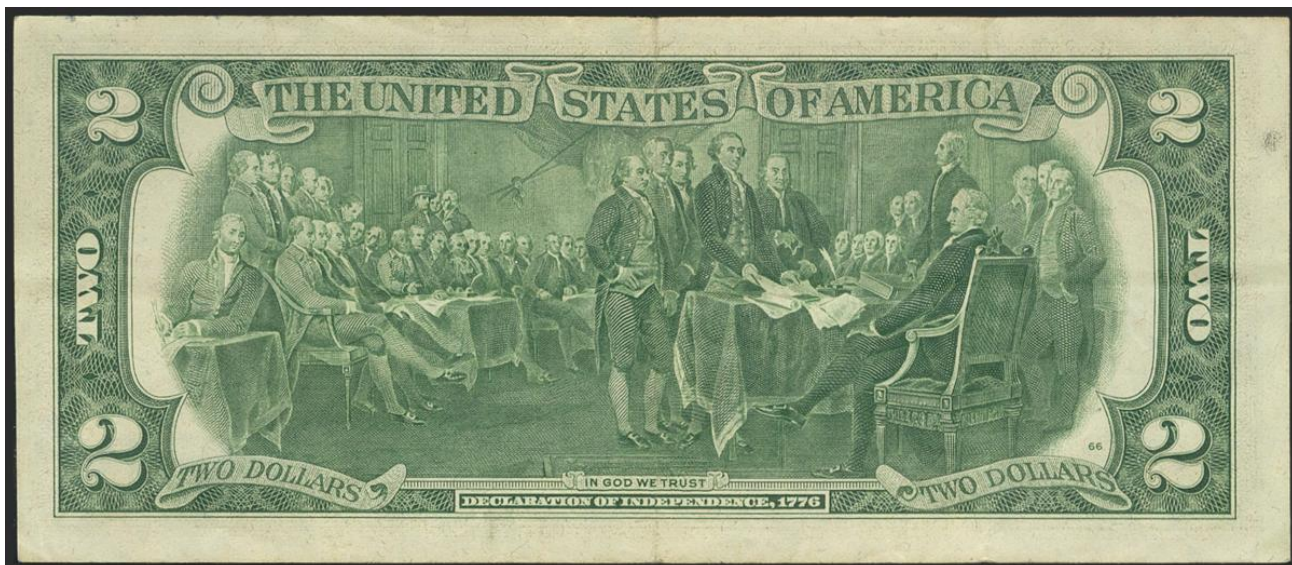 THE UNITED STATES OF AMERICA
2
2
TWO
TWO
66
2
2
TWO DOLLARS
TWO DOLLARS
IN GOD WE TRUST
DECLARATION OF INDEPENDENCE, 1776